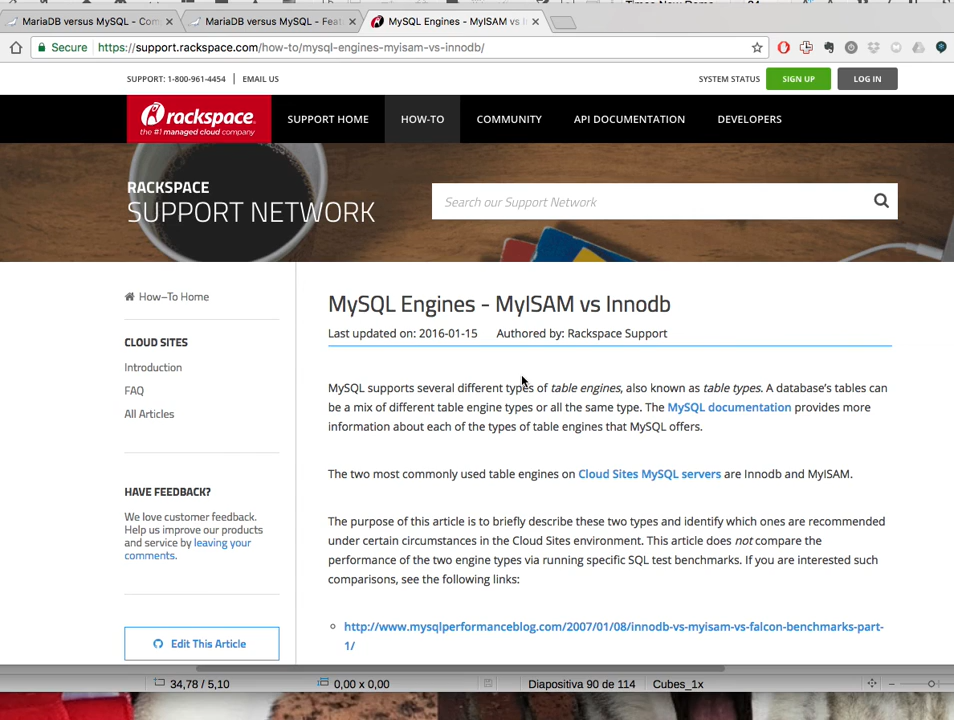 MariaDB versus MySQL - Com
MariaDB versus MySQL - Feat
MySQL Engines - MyISAM vs I
Secure https://support.rackspace.com/how-to/mysql-engines-myisam-vs-innodb/
SUPPORT: 1-800-961-4454 | EMAIL US
SYSTEM STATUS SIGN UP LOG IN
rackspace.
the #1 managed cloud company
SUPPORT HOME HOW-TO COMMUNITY API DOCUMENTATION DEVELOPERS
RACKSPACE
SUPPORT NETWORK
Search our Support Network
How–To Home
CLOUD SITES
Introduction
FAQ
All Articles
HAVE FEEDBACK?
We love customer feedback.
Help us improve our products
and service by leaving your
comments.
Edit This Article
MySQL Engines - MyISAM vs Innodb
Last updated on: 2016-01-15 Authored by: Rackspace Support
MySQL supports several different types of table engines, also known as table types. A database's tables can
be a mix of different table engine types or all the same type. The MySQL documentation provides more
information about each of the types of table engines that MySQL offers.
The two most commonly used table engines on Cloud Sites MySQL servers are Innodb and MyISAM.
The purpose of this article is to briefly describe these two types and identify which ones are recommended
under certain circumstances in the Cloud Sites environment. This article does not compare the
performance of the two engine types via running specific SQL test benchmarks. If you are interested such
comparisons, see the following links:
http://www.mysqlperformanceblog.com/2007/01/08/innodb-vs-myisam-vs-falcon-benchmarks-part-
1/
34,78 / 5,10 0,00 x 0,00 Diapositiva 90 de 114 Cubes_1x